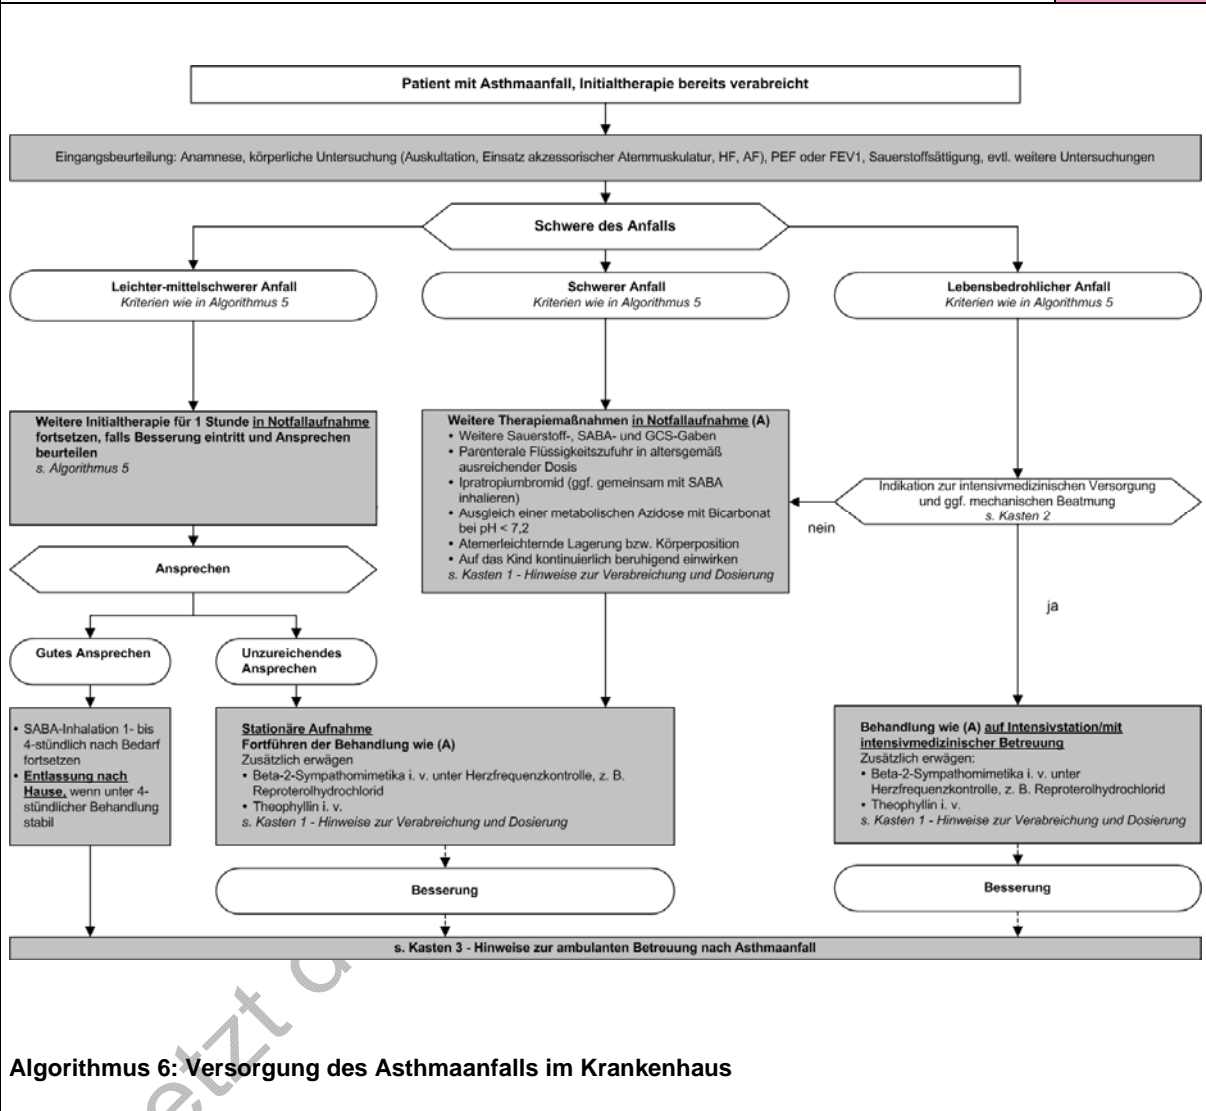 Patient mit Asthmaanfall, Initialtherapie bereits verabreicht
Eingangsbeurteilung: Anamnese, körperliche Untersuchung (Auskultation, Einsatz akzessorischer Atemmuskulatur, HF, AF), PEF oder FEV1, Sauerstoffsättigung, evtl. weitere Untersuchungen
Schwere des Anfalls
Leichter-mittelschwerer Anfall
Kriterien wie in Algorithmus 5
Schwerer Anfall
Kriterien wie in Algorithmus 5
Lebensbedrohlicher Anfall
Kriterien wie in Algorithmus 5
Weitere Initialtherapie für 1 Stunde in Notfallaufnahme
fortsetzen, falls Besserung eintritt und Ansprechen
beurteilen
s. Algorithmus 5
Weitere Therapiemaßnahmen in Notfallaufnahme (A)
• Weitere Sauerstoff-, SABA- und GCS-Gaben
• Parenterale Flüssigkeitszufuhr in altersgemäß
ausreichender Dosis
• Ipratropiumbromid (ggf. gemeinsam mit SABA
inhalieren)
• Ausgleich einer metabolischen Azidose mit Bicarbonat
bei pH < 7,2
• Atemerleichternde Lagerung bzw. Körperposition
• Auf das Kind kontinuierlich beruhigend einwirken
s. Kasten 1 - Hinweise zur Verabreichung und Dosierung
Indikation zur intensivmedizinischen Versorgung
und ggf. mechanischen Beatmung
s. Kasten 2
nein
ja
Ansprechen
Gutes Ansprechen
Unzureichendes
Ansprechen
• SABA-Inhalation 1- bis
4-stündlich nach Bedarf
fortsetzen
• Entlassung nach
Hause, wenn unter 4-
stündlicher Behandlung
stabil
Stationäre Aufnahme
Fortführen der Behandlung wie (A)
Zusätzlich erwägen
• Beta-2-Sympathomimetika i. v. unter Herzfrequenzkontrolle, z. B.
Reproterolhydrochlorid
• Theophyllin i. v.
s. Kasten 1 - Hinweise zur Verabreichung und Dosierung
Behandlung wie (A) auf Intensivstation/mit
intensivmedizinischer Betreuung
Zusätzlich erwägen:
• Beta-2-Sympathomimetika i. v. unter
Herzfrequenzkontrolle, z. B. Reproterolhydrochlorid
• Theophyllin i. v.
s. Kasten 1 - Hinweise zur Verabreichung und Dosierung
Besserung
Besserung
s. Kasten 3 - Hinweise zur ambulanten Betreuung nach Asthmaanfall
etzt d
Algorithmus 6: Versorgung des Asthmaanfalls im Krankenhaus